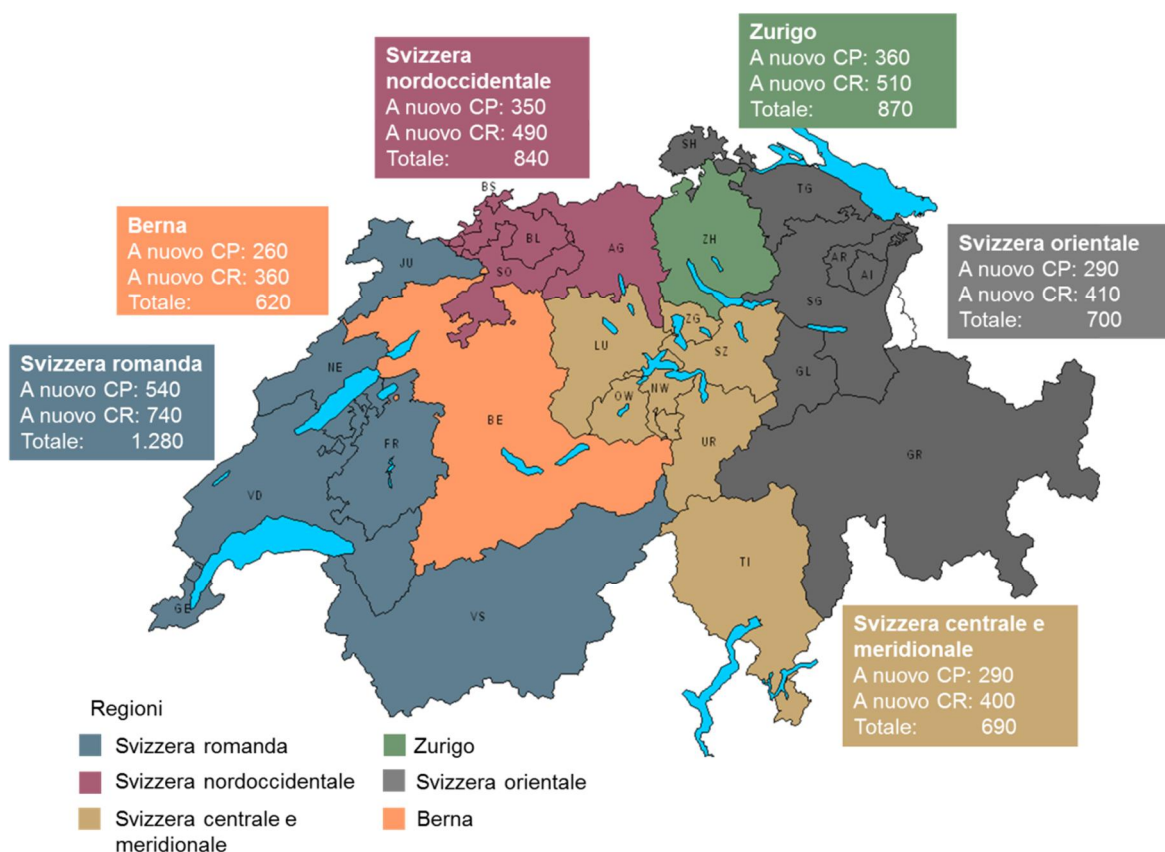 Zurigo
A nuovo CP: 360
A nuovo CR: 510
Totale: 870
Svizzera
nordoccidentale
A nuovo CP: 350
A nuovo CR: 490
Totale: 840
Berna
A nuovo CP: 260
A nuovo CR: 360
Totale: 620
Svizzera orientale
A nuovo CP: 290
A nuovo CR: 410
Totale: 700
Svizzera romanda
A nuovo CP: 540
A nuovo CR: 740
Totale: 1.280
Svizzera centrale e
meridionale
A nuovo CP: 290
A nuovo CR: 400
Totale: 690
SH
BS
TG
BL
AG
ZH
JU
SO
AR
AI
SG
ZG
LU
SZ
NE
GL
OW
NW
BE
FR
UR
GR
VD
TI
GE
VS
Regioni
Svizzera romanda
Zurigo
Svizzera nordoccidentale
Svizzera orientale
Svizzera centrale e
meridionale
Berna